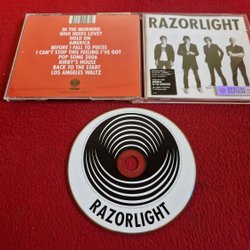 IN THE MORNING
WHO NEEDS LOVE?
HOLD ON
AMERICA
BEFORE I FALL TO PIECES
I CAN'T STOP THIS FEELING I'VE GOT
POP SONG 2006
KIRBY'S HOUSE
BACK TO THE START
LOS ANGELES WALTZ
RAZORLIGHT
RAZORLIGHT